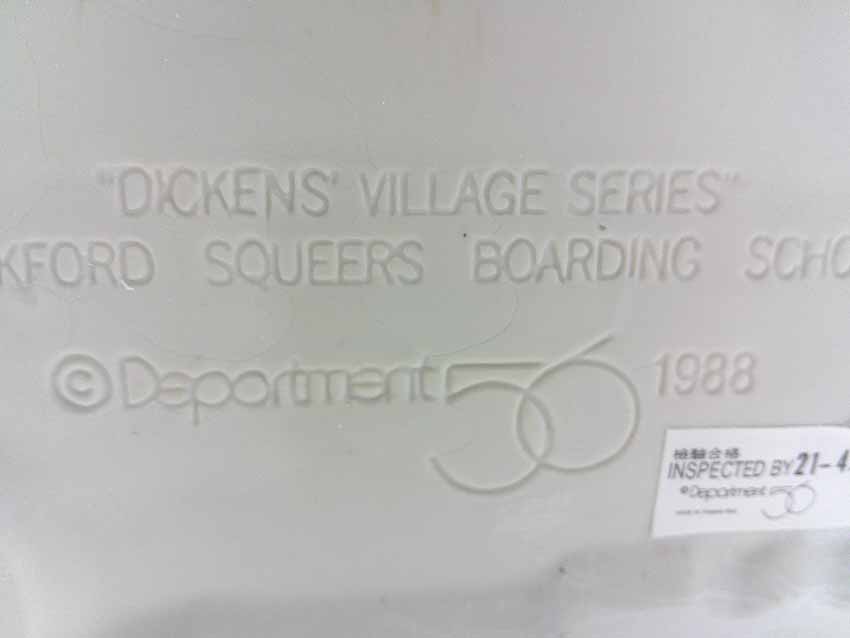 "DICKENS' VILLAGE SERIES"
KFORD SQUEERS BOARDING SCHO
© Department 56 1988
檢驗合格
INSPECTED BY 21-4
© Department 56